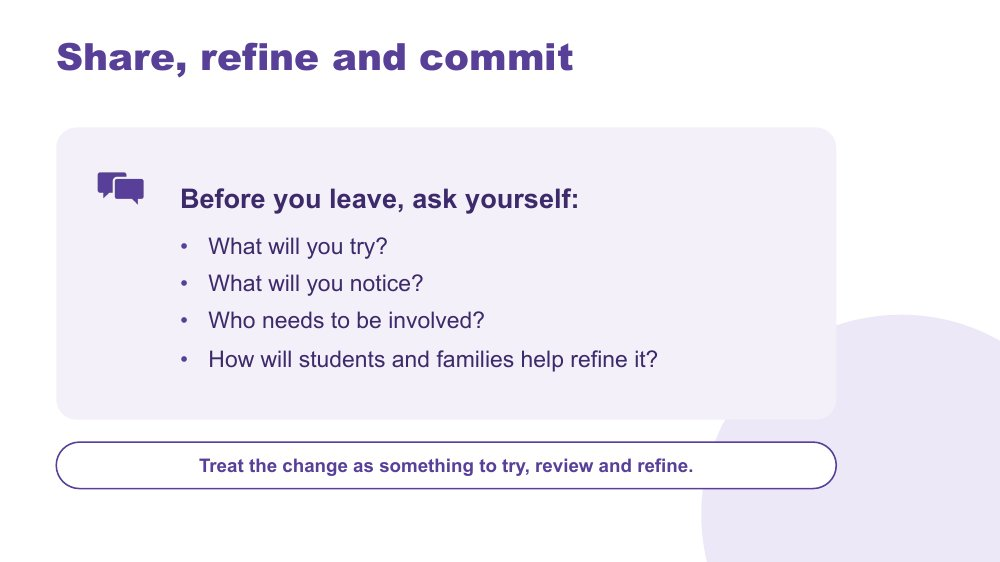 Share, refine and commit
Before you leave, ask yourself:
• What will you try?
• What will you notice?
• Who needs to be involved?
• How will students and families help refine it?
Treat the change as something to try, review and refine.